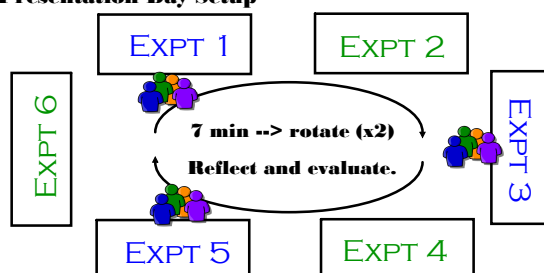 Presentation Day Setup
EXPT 1
EXPT 2
EXPT 6
7 min --> rotate (x2)
Reflect and evaluate.
EXPT 3
EXPT 5
EXPT 4